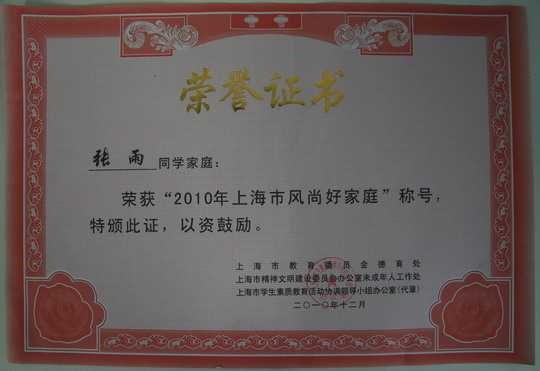 荣誉证书
张雨同学家庭：
荣获“2010年上海市风尚好家庭”称号，
特颁此证，以资鼓励。
上海市教育委员会德育处
上海市精神文明建设委员会办公室未成年人工作处
上海市学生素质教育活动协调领导小组办公室（代章）
二〇一〇年十二月